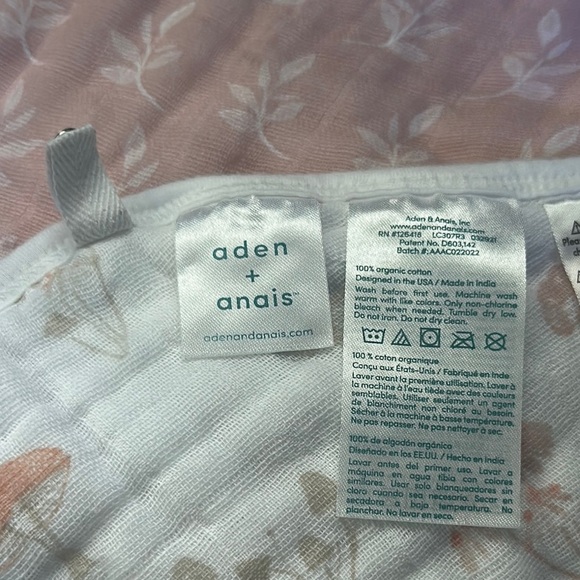 aden
+
anais™
adenandanais.com
Aden & Anais, Inc
www.adenandanais.com
RN #126416 LC307R3 032921
Patent No. D603,142
Batch #: AAAC022022
100% organic cotton
Designed in the USA / Made in India
Wash before first use. Machine wash
warm with like colors. Only non-chlorine
bleach when needed. Tumble dry low.
Do not iron. Do not dry clean.
100 % coton organique
Conçu aux États-Unis / Fabriqué en Inde
Laver avant la première utilisation. Laver à
la machine à l'eau tiède avec des couleurs
semblables. Utiliser seulement un agent
de blanchiment non chloré au besoin.
Sécher à la machine à basse température.
Ne pas repasser. Ne pas nettoyer à sec.
100% de algodón orgánico
Diseñado en los EE.UU. / Hecho en India
Lavar antes del primer uso. Lavar a
máquina en agua tibia con colores
similares. Usar solo blanqueadores sin
cloro cuando sea necesario. Secar en
secadora a baja temperatura. No
planchar. No lavar en seco.